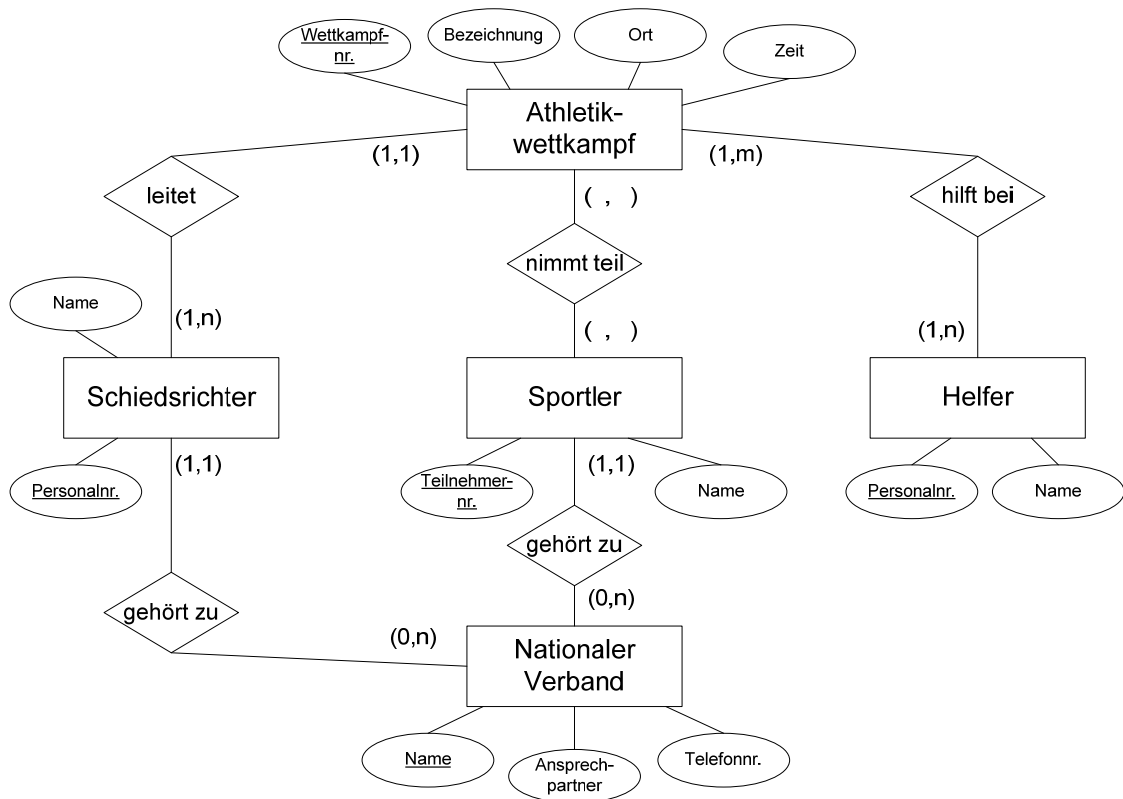 Wettkampf-
nr.
Bezeichnung
Ort
Zeit
Athletik-
wettkampf
(1,1)
(1,m)
leitet
( , )
hilft bei
nimmt teil
Name
(1,n)
( , )
(1,n)
Schiedsrichter
Sportler
Helfer
(1,1)
(1,1)
Personalnr.
Teilnehmer-
nr.
Name
Personalnr.
Name
gehört zu
gehört zu
(0,n)
(0,n)
Nationaler
Verband
Name
Ansprech-
partner
Telefonnr.